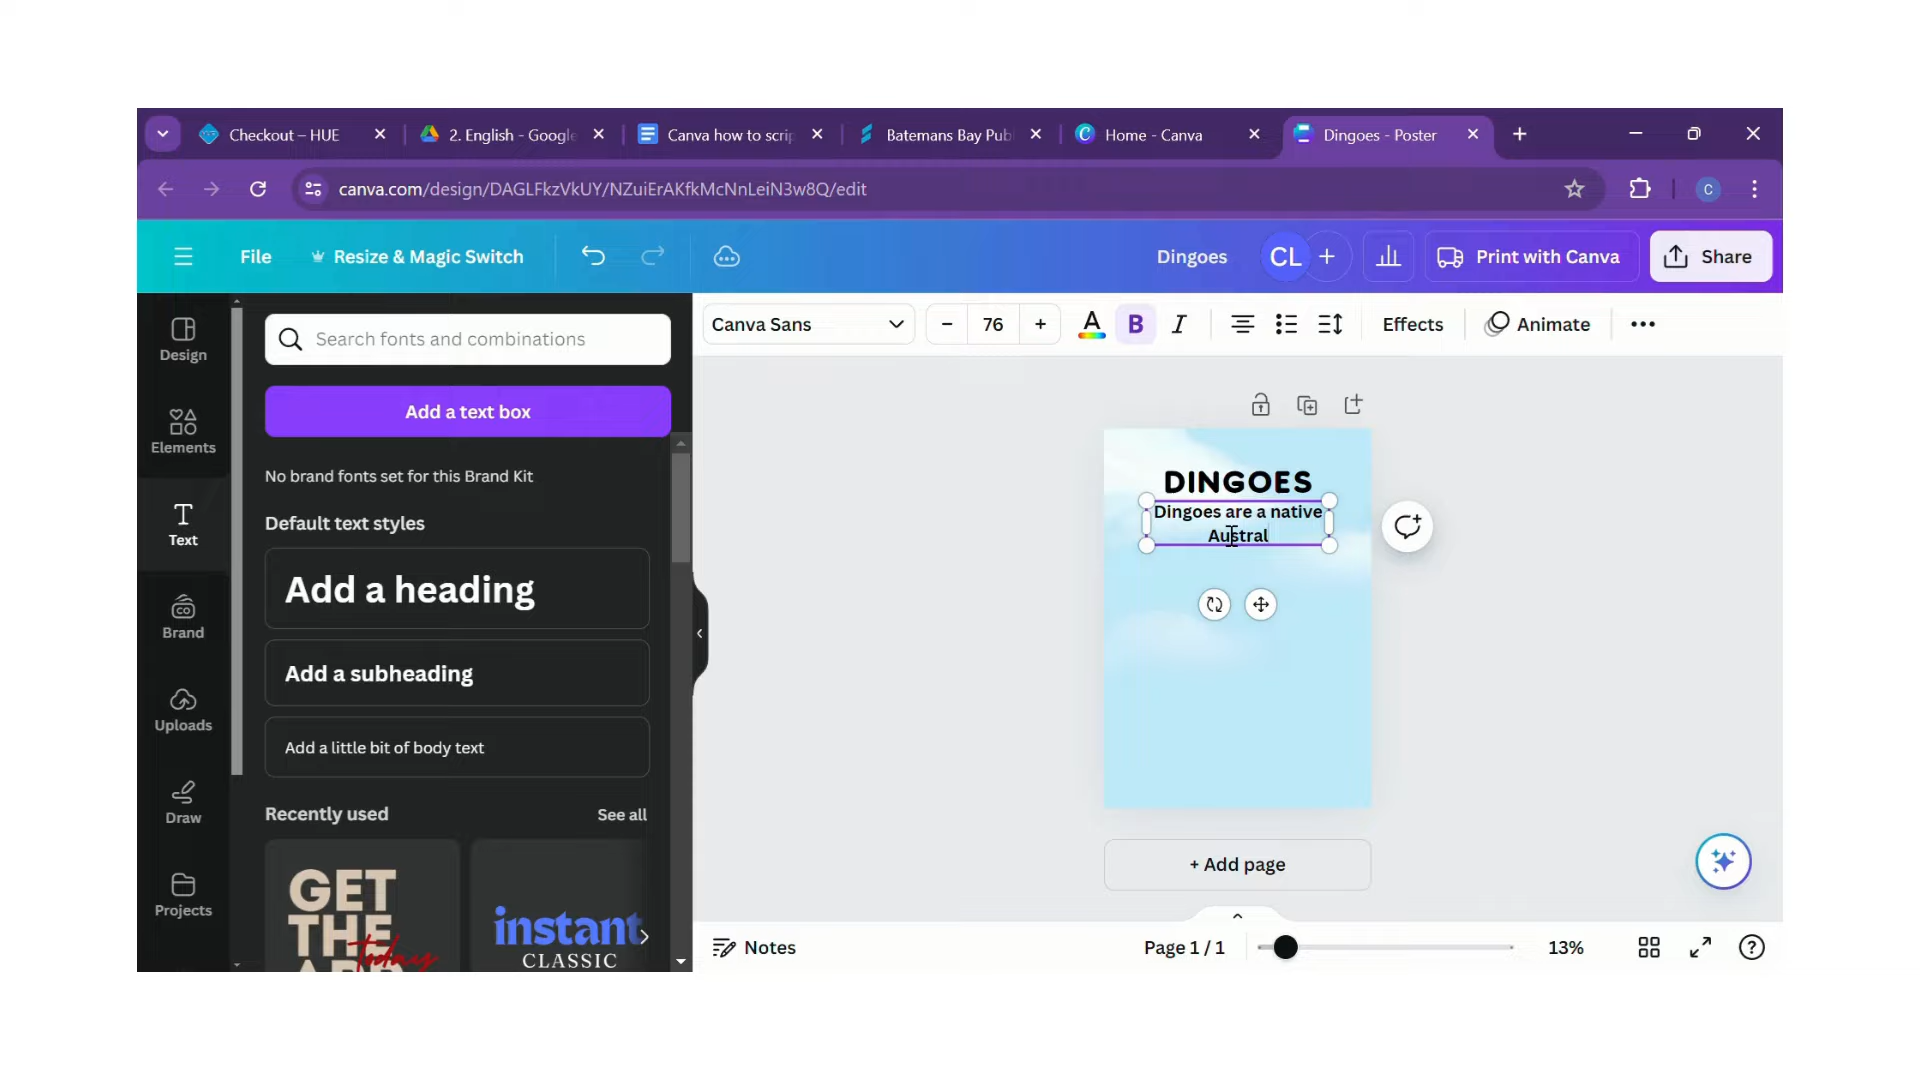 Checkout – HUE
2. English - Google
Canva how to scrip
Batemans Bay Pub
Home - Canva
Dingoes - Poster
canva.com/design/DAGLFkzVkUY/NZuiErAKfkMcNnLeiN3w8Q/edit
C
File
Resize & Magic Switch
Dingoes
CL
Print with Canva
Share
Design
Elements
Text
Brand
Uploads
Draw
Projects
Search fonts and combinations
Add a text box
No brand fonts set for this Brand Kit
Default text styles
Add a heading
Add a subheading
Add a little bit of body text
Recently used
See all
GET
THE
today
instant
CLASSIC
Canva Sans
76
A
B
I
Effects
Animate
DINGOES
Dingoes are a native
Austral
+ Add page
Notes
Page 1 / 1
13%